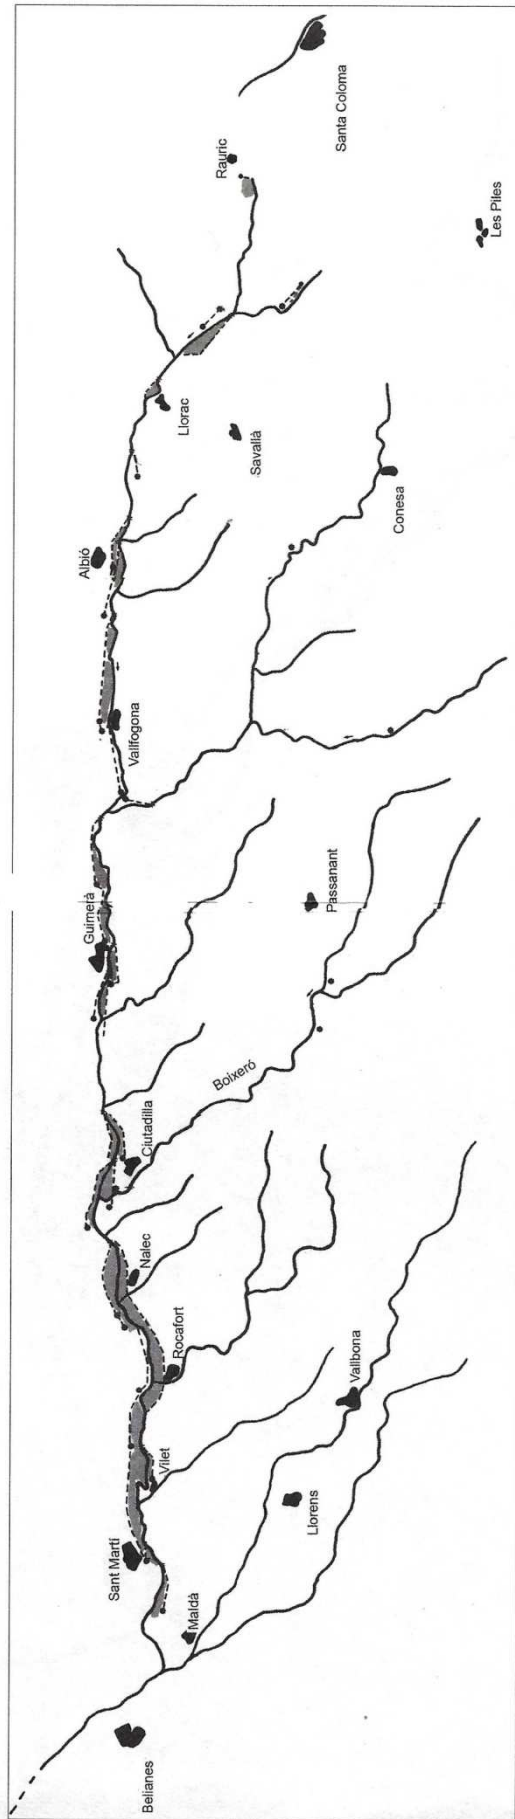 Santa Coloma
Rauric
Les Piles
Llorac
Savallà
Conesa
Albió
Vallfogona
Guimerà
Passanant
Boixeró
Ciutadilla
Nalec
Rocafort
Vallbona
Vilet
Llorens
Sant Martí
Maldà
Belianes